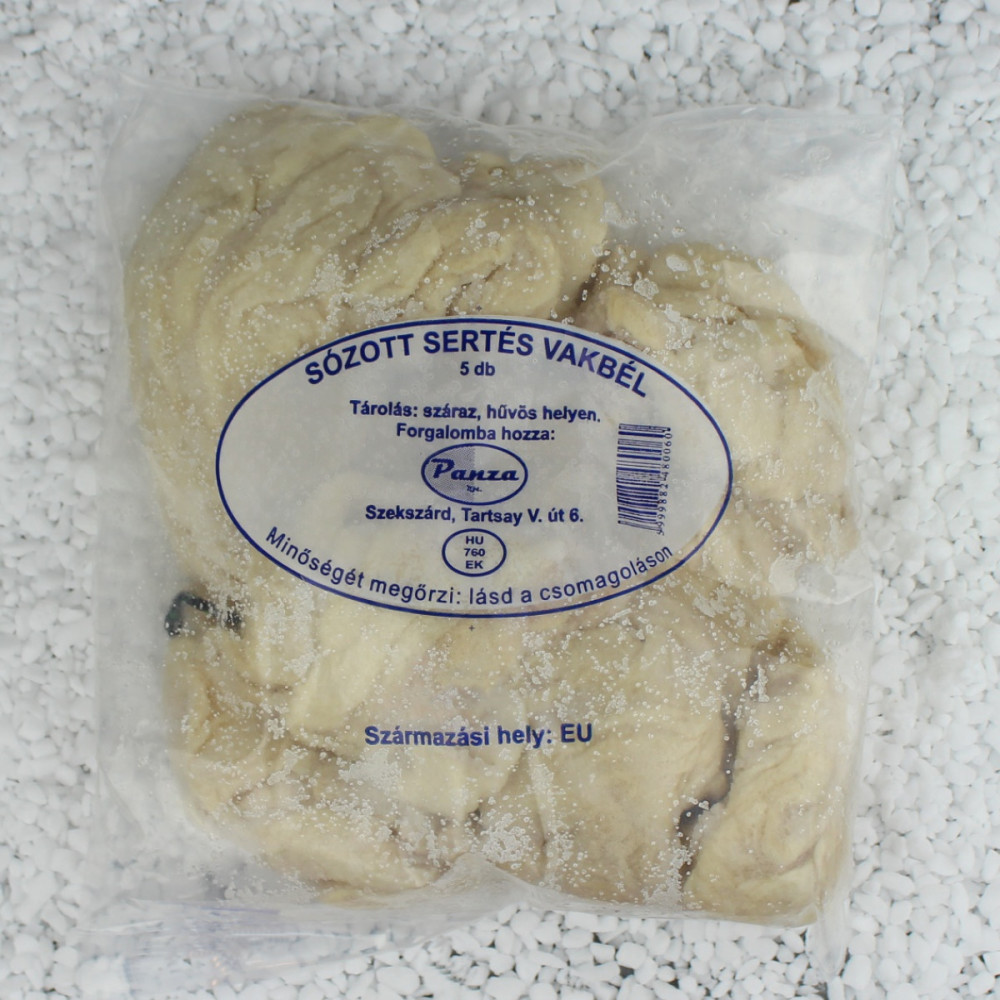 SÓZOTT SERTÉS VAKBÉL
5 db
Tárolás: száraz, hűvös helyen.
Forgalomba hozza:
Panza
Kft.
Szekszárd, Tartsay V. út 6.
HU
760
EK
Minőségét megőrzi: lásd a csomagoláson
Származási hely: EU